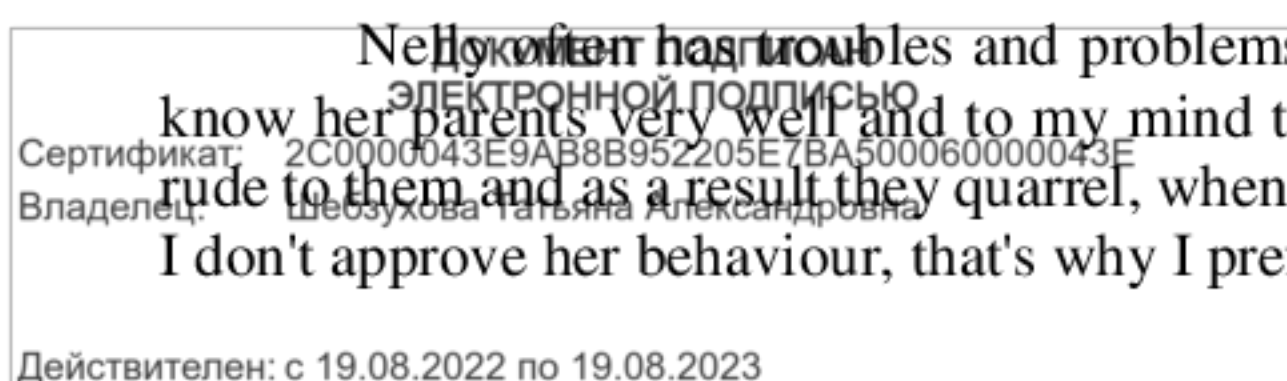 Nelly often has troubles and problems
ДОКУМЕНТ ПОДПИСАН
ЭЛЕКТРОННОЙ ПОДПИСЬЮ
know her parents very well and to my mind t
Сертификат: 2C0000043E9AB8B952205E7BA500060000043E
rude to them and as a result they quarrel, when
Владелец: Шебзухова Татьяна Александровна
I don't approve her behaviour, that's why I pre
Действителен: с 19.08.2022 по 19.08.2023